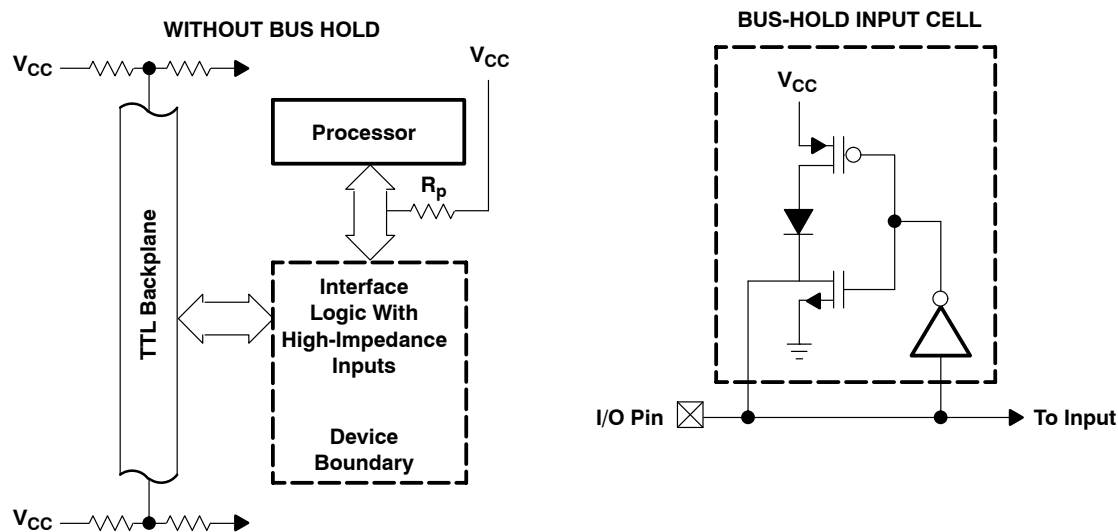 WITHOUT BUS HOLD
VCC
VCC
Processor
Rp
TTL Backplane
Interface
Logic With
High-Impedance
Inputs
Device
Boundary
VCC
BUS-HOLD INPUT CELL
VCC
I/O Pin
To Input